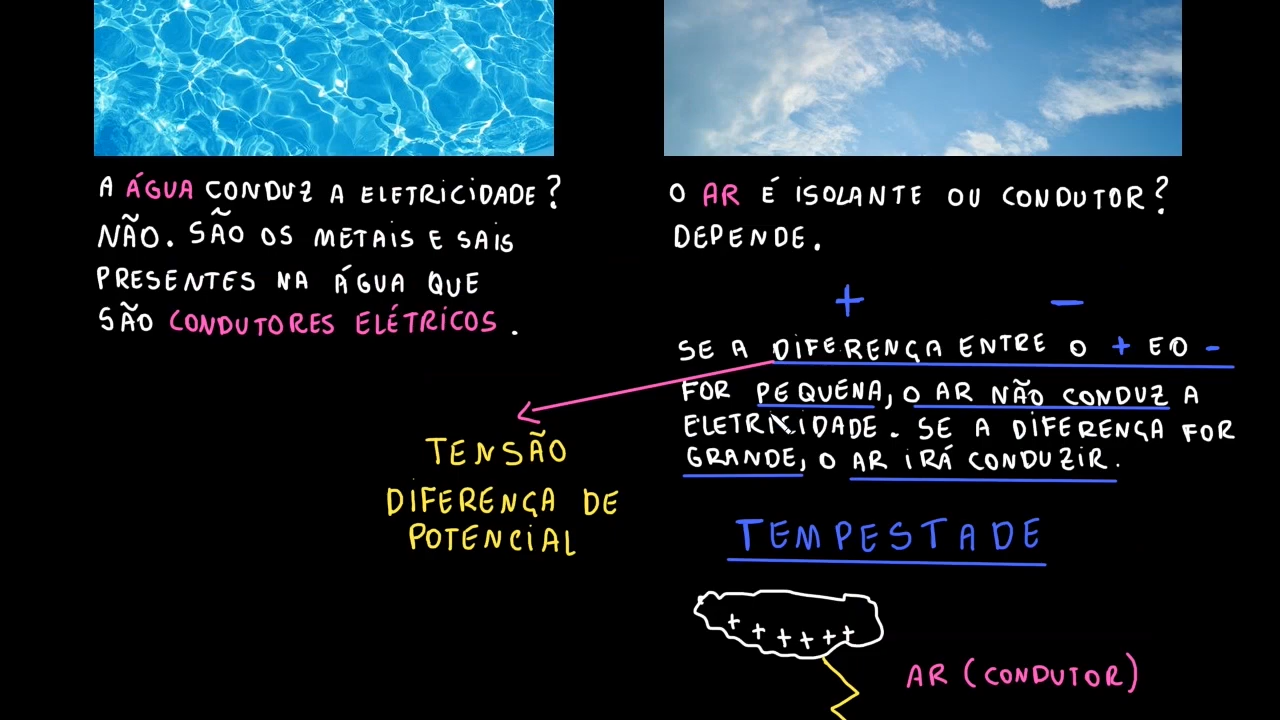 A ÁGUA CONDUZ A ELETRICIDADE?
NÃO. SÃO OS METAIS E SAIS
PRESENTES NA ÁGUA QUE
SÃO CONDUTORES ELÉTRICOS.
O AR É ISOLANTE OU CONDUTOR?
DEPENDE.
+ −
SE A DIFERENÇA ENTRE O + E O -
FOR PEQUENA, O AR NÃO CONDUZ A
ELETRICIDADE. SE A DIFERENÇA FOR
GRANDE, O AR IRÁ CONDUZIR.
TENSÃO
DIFERENÇA DE
POTENCIAL
TEMPESTADE
+ + + + + +
AR (CONDUTOR)